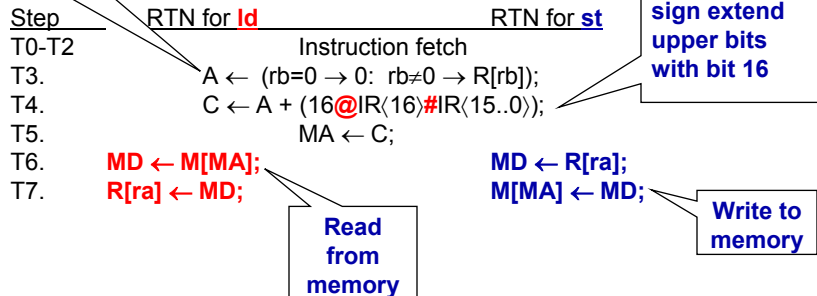 Step RTN for ld RTN for st
T0-T2 Instruction fetch
T3. A ← (rb=0 → 0: rb≠0 → R[rb]);
T4. C ← A + (16@IR⟨16⟩#IR⟨15..0⟩);
T5. MA ← C;
T6. MD ← M[MA]; MD ← R[ra];
T7. R[ra] ← MD; M[MA] ← MD;
sign extend
upper bits
with bit 16
Read
from
memory
Write to
memory